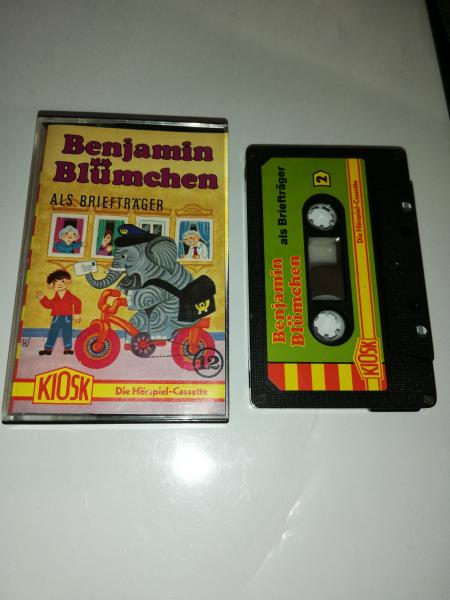 Benjamin
Blümchen
ALS BRIEFTRÄGER
12
KIOSK
Die Hörspiel-Cassette
Benjamin
Blümchen
als Briefträger
2
KIOSK
Die Hörspiel-Cassette